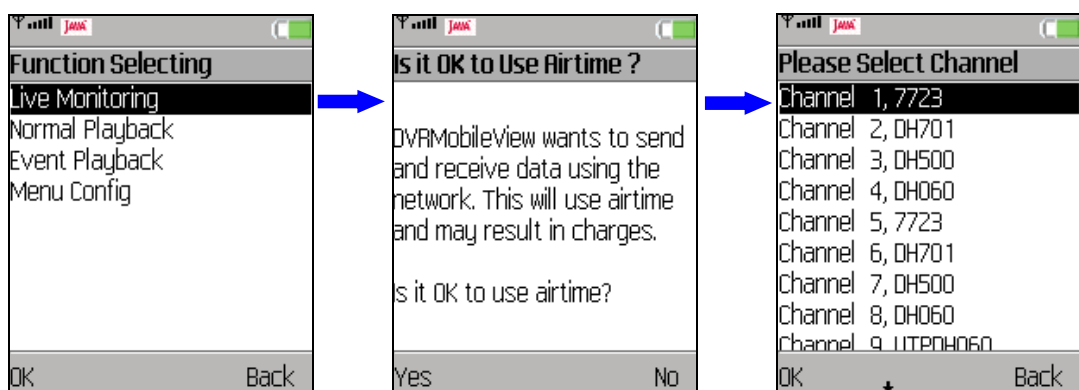 JAVA
Function Selecting
Live Monitoring
Normal Playback
Event Playback
Menu Config
OK Back
JAVA
Is it OK to Use Airtime ?
DVRMobileView wants to send
and receive data using the
network. This will use airtime
and may result in charges.
Is it OK to use airtime?
Yes No
JAVA
Please Select Channel
Channel 1, 7723
Channel 2, DH701
Channel 3, DH500
Channel 4, DH060
Channel 5, 7723
Channel 6, DH701
Channel 7, DH500
Channel 8, DH060
Channel 9, UTPDH060
OK Back